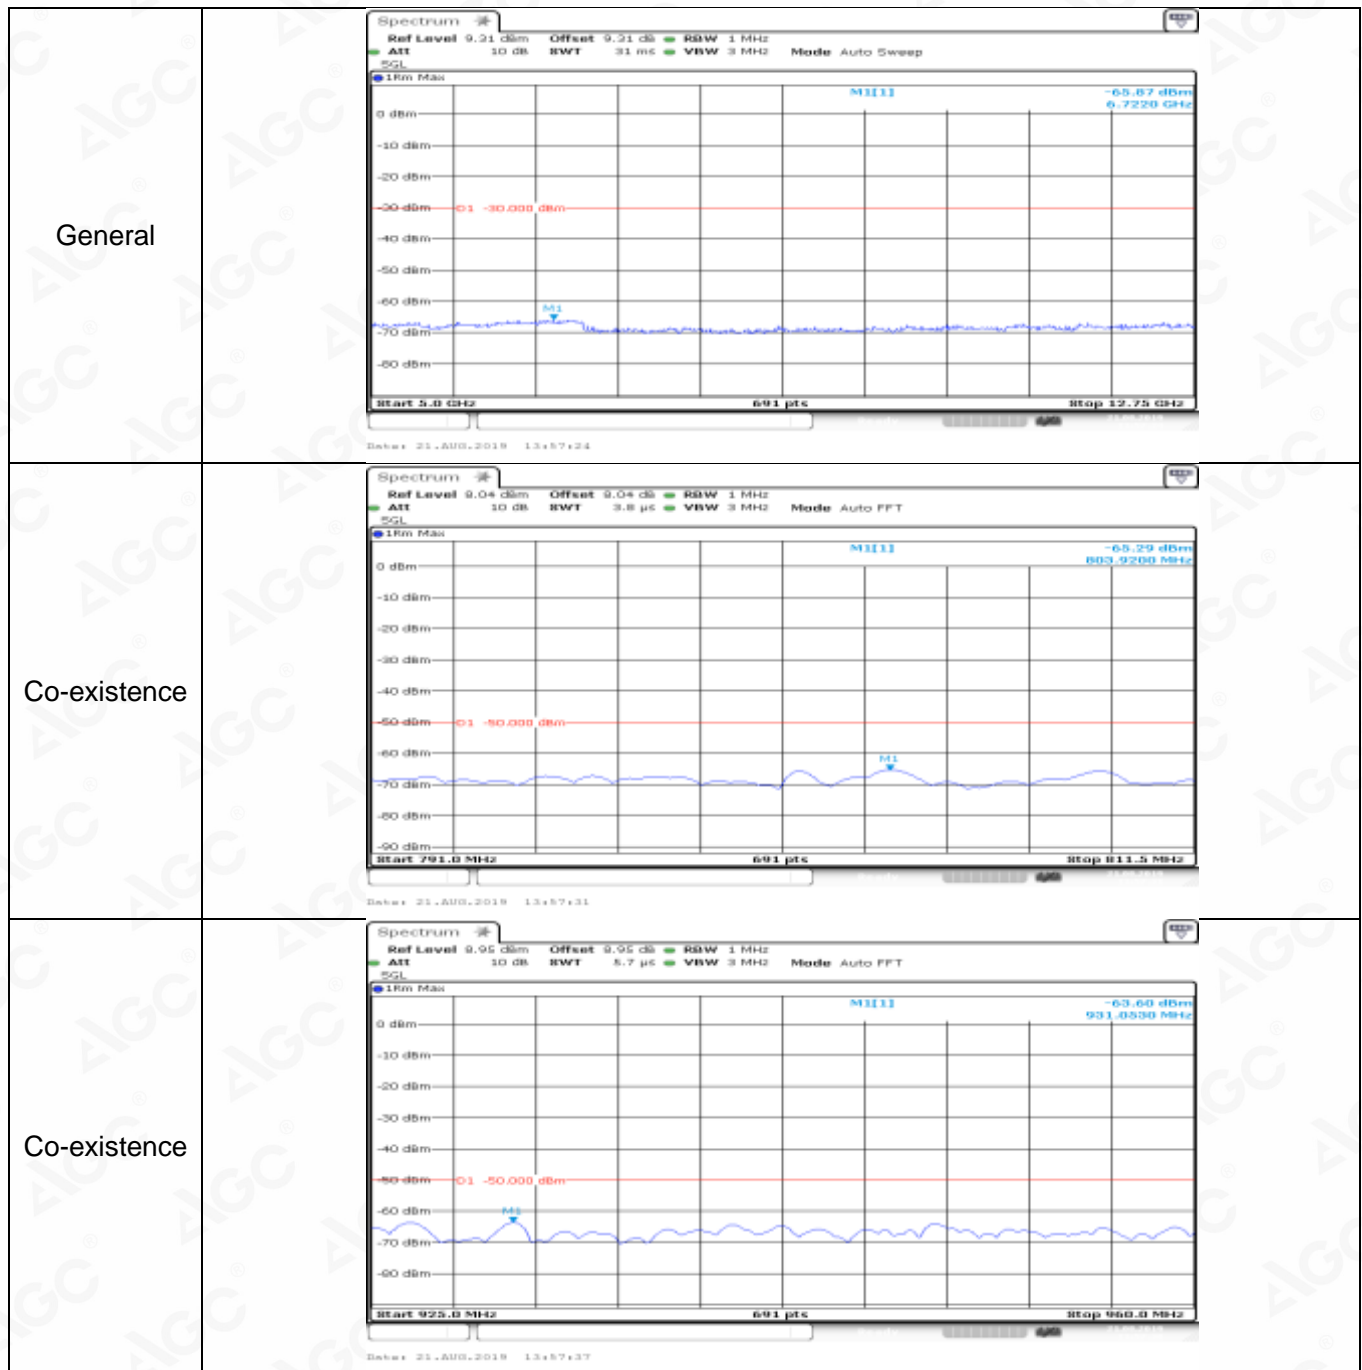 General
Spectrum
Ref Level 9.31 dBm Offset 9.31 dB RBW 1 MHz
Att 10 dB SWT 31 ms VBW 3 MHz Mode Auto Sweep
SGL
1Rm Max
M1[1] -65.87 dBm
6.7220 GHz
0 dBm
-10 dBm
-20 dBm
-30 dBm D1 -30.000 dBm
-40 dBm
-50 dBm
-60 dBm
M1
-70 dBm
-80 dBm
Start 5.0 GHz 691 pts Stop 12.75 GHz
Date: 21.AUG.2019 13:57:24
Co-existence
Spectrum
Ref Level 8.04 dBm Offset 8.04 dB RBW 1 MHz
Att 10 dB SWT 3.8 µs VBW 3 MHz Mode Auto FFT
SGL
1Rm Max
M1[1] -65.29 dBm
803.9200 MHz
0 dBm
-10 dBm
-20 dBm
-30 dBm
-40 dBm
-50 dBm D1 -50.000 dBm
-60 dBm
M1
-70 dBm
-80 dBm
-90 dBm
Start 791.0 MHz 691 pts Stop 811.5 MHz
Date: 21.AUG.2019 13:57:31
Co-existence
Spectrum
Ref Level 8.95 dBm Offset 8.95 dB RBW 1 MHz
Att 10 dB SWT 5.7 µs VBW 3 MHz Mode Auto FFT
SGL
1Rm Max
M1[1] -63.60 dBm
931.0830 MHz
0 dBm
-10 dBm
-20 dBm
-30 dBm
-40 dBm
-50 dBm D1 -50.000 dBm
-60 dBm
M1
-70 dBm
-80 dBm
Start 925.0 MHz 691 pts Stop 960.0 MHz
Date: 21.AUG.2019 13:57:37